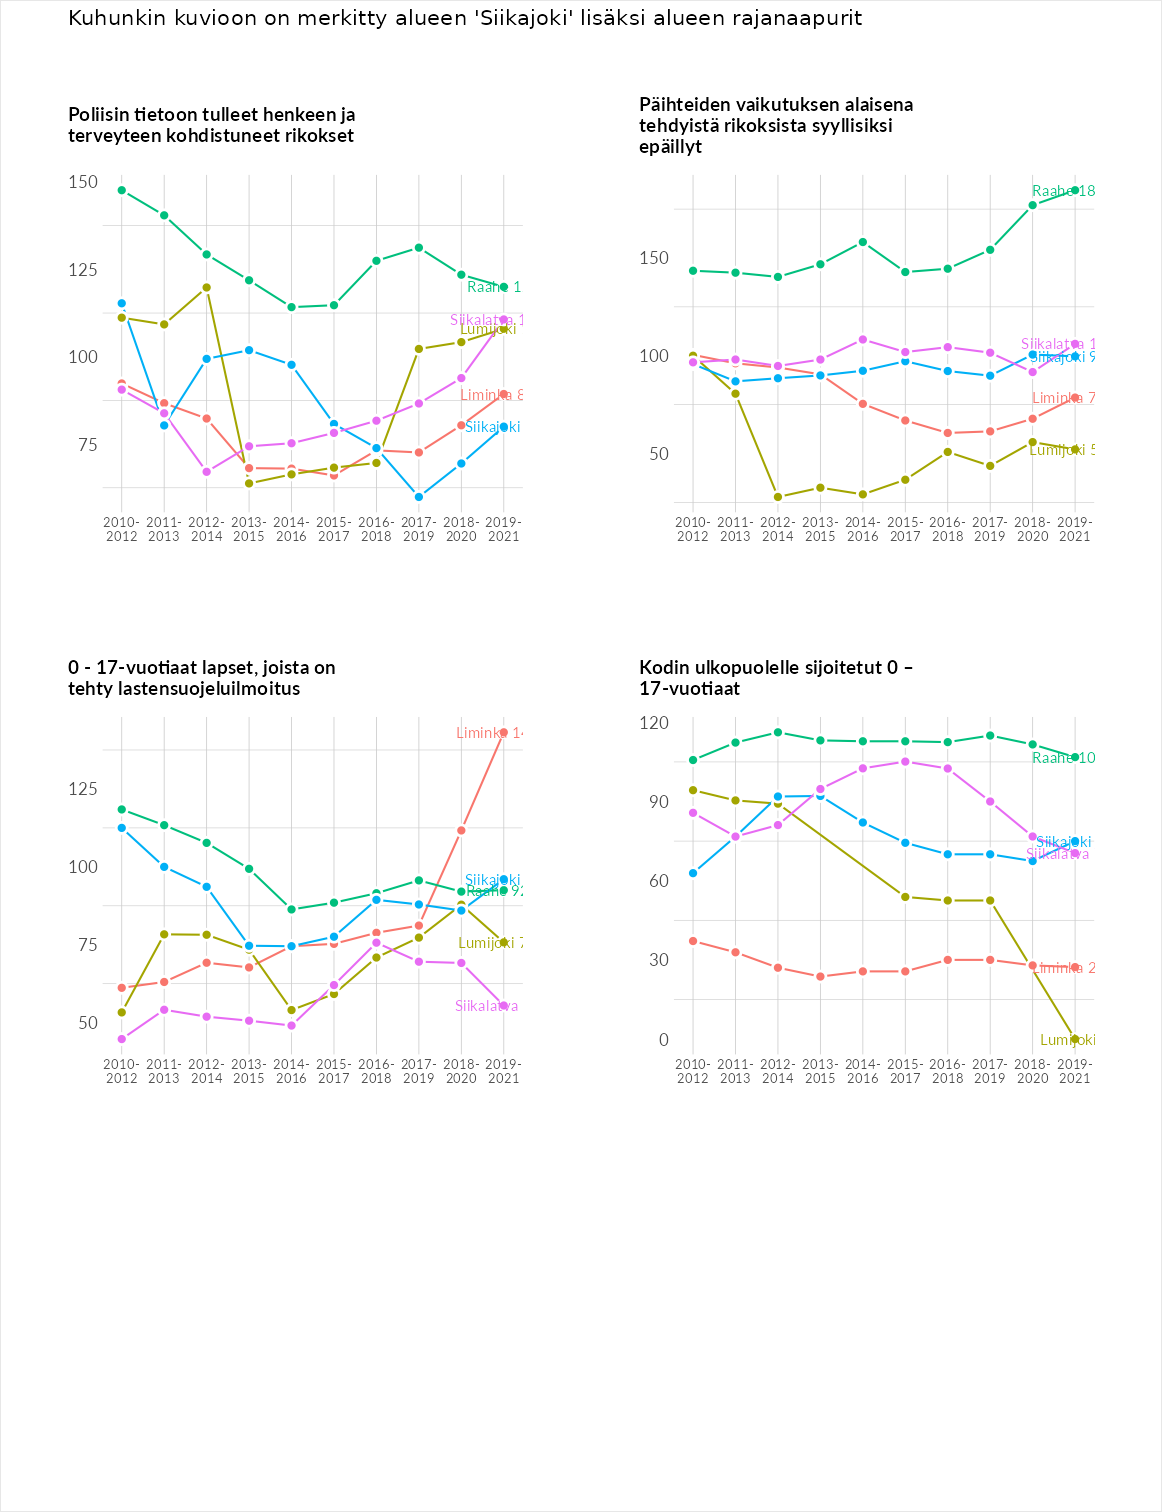 Kuhunkin kuvioon on merkitty alueen 'Siikajoki' lisäksi alueen rajanaapurit
Poliisin tietoon tulleet henkeen ja
terveyteen kohdistuneet rikokset
150
125
100
75
Raahe 1
Siikalatva 1
Lumijoki
Liminka 8
Siikajoki
2010- 2011- 2012- 2013- 2014- 2015- 2016- 2017- 2018- 2019-
2012 2013 2014 2015 2016 2017 2018 2019 2020 2021
Päihteiden vaikutuksen alaisena
tehdyistä rikoksista syyllisiksi
epäillyt
150
100
50
Raahe 18
Siikalatva 1
Siikajoki 9
Liminka 7
Lumijoki 5
2010- 2011- 2012- 2013- 2014- 2015- 2016- 2017- 2018- 2019-
2012 2013 2014 2015 2016 2017 2018 2019 2020 2021
0 - 17-vuotiaat lapset, joista on
tehty lastensuojeluilmoitus
125
100
75
50
Liminka 14
Siikajoki
Raahe 92
Lumijoki 7
Siikalatva
2010- 2011- 2012- 2013- 2014- 2015- 2016- 2017- 2018- 2019-
2012 2013 2014 2015 2016 2017 2018 2019 2020 2021
Kodin ulkopuolelle sijoitetut 0 –
17-vuotiaat
120
90
60
30
0
Raahe 10
Siikajoki
Siikalatva
Liminka 2
Lumijoki
2010- 2011- 2012- 2013- 2014- 2015- 2016- 2017- 2018- 2019-
2012 2013 2014 2015 2016 2017 2018 2019 2020 2021